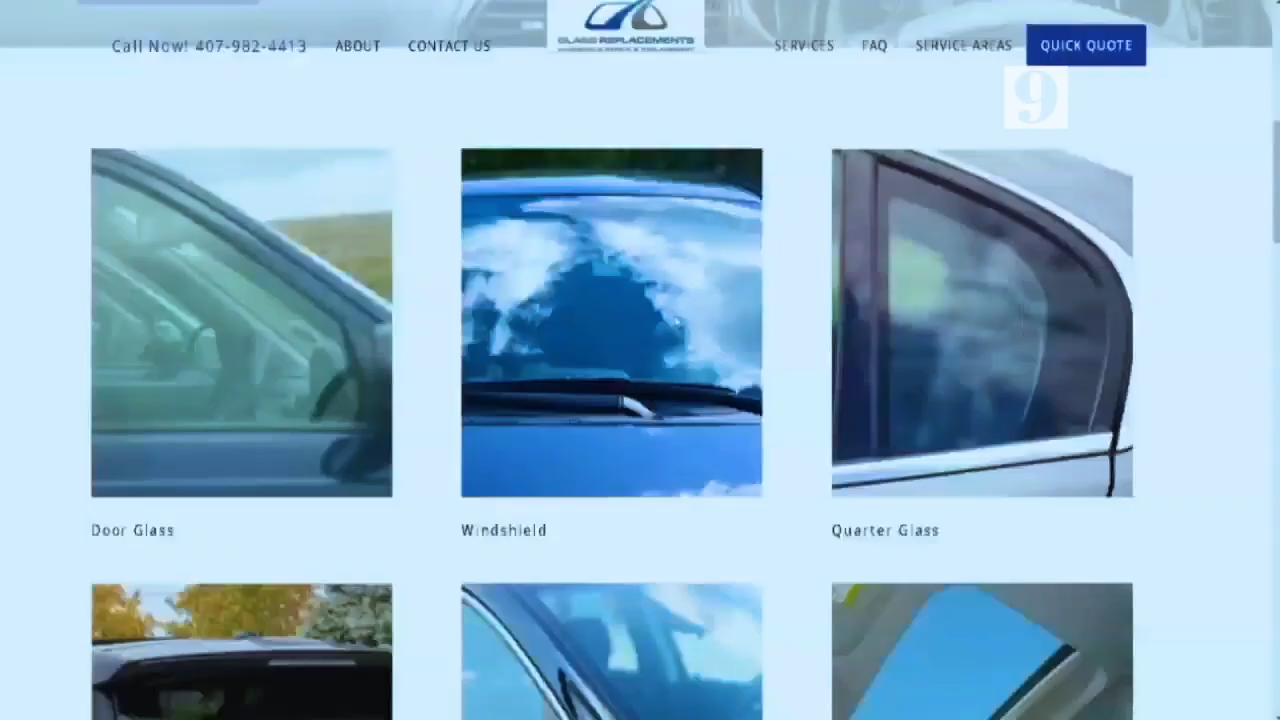 GLASS REPLACEMENTS
Call Now! 407-982-4413 ABOUT CONTACT US SERVICES FAQ SERVICE AREAS QUICK QUOTE
9
Door Glass Windshield Quarter Glass